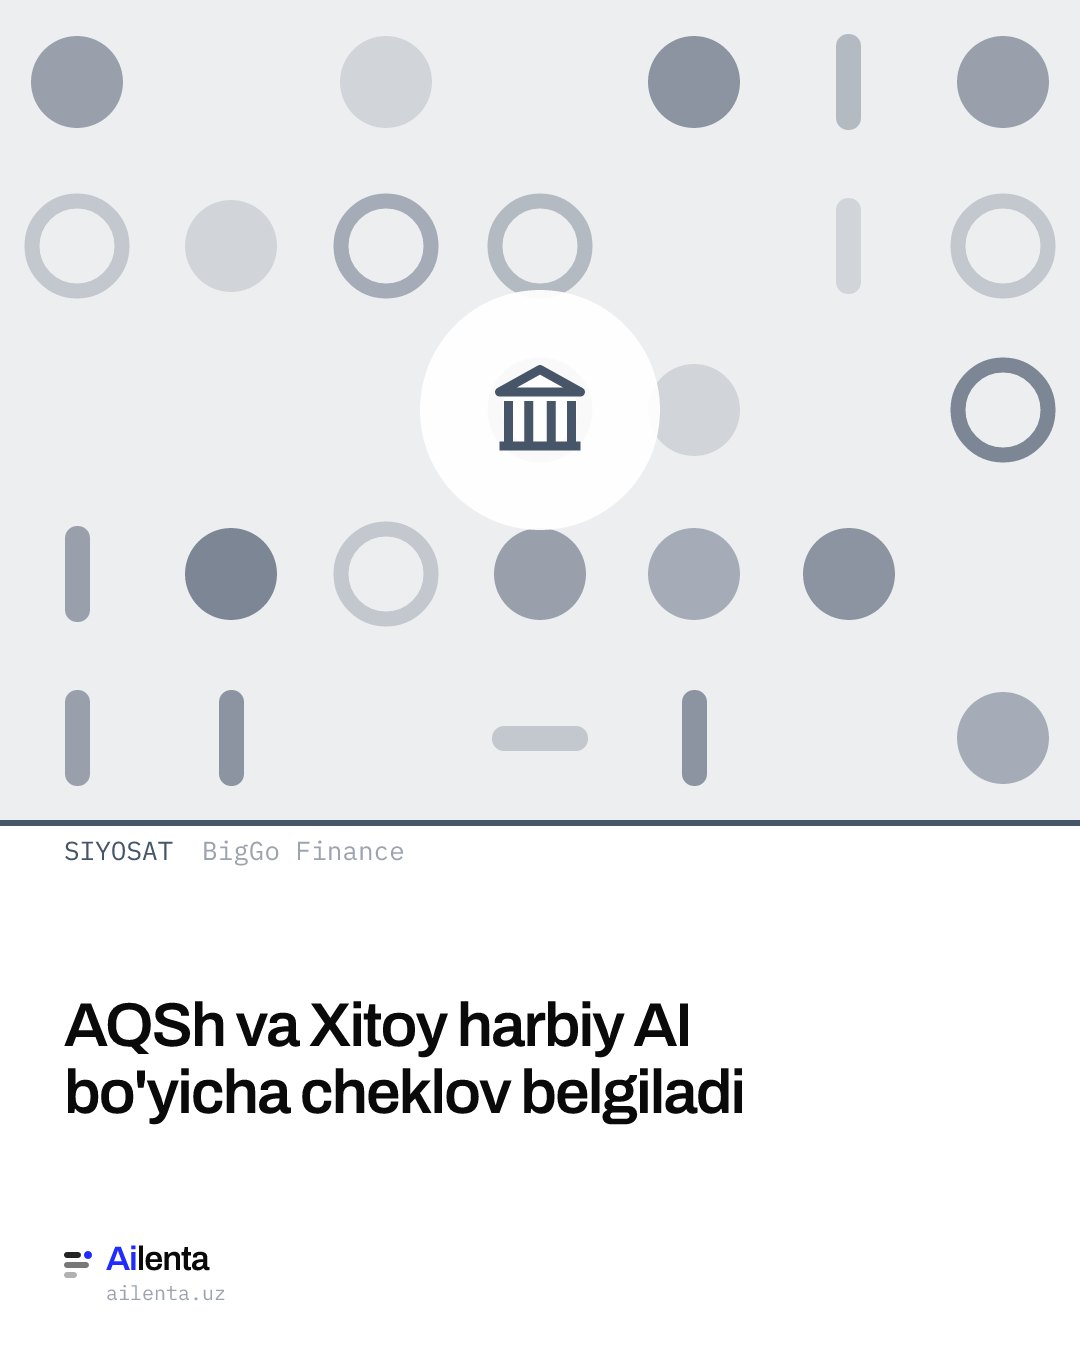 SIYOSAT BigGo Finance
AQSh va Xitoy harbiy AI
bo'yicha cheklov belgiladi
Ailenta
ailenta.uz